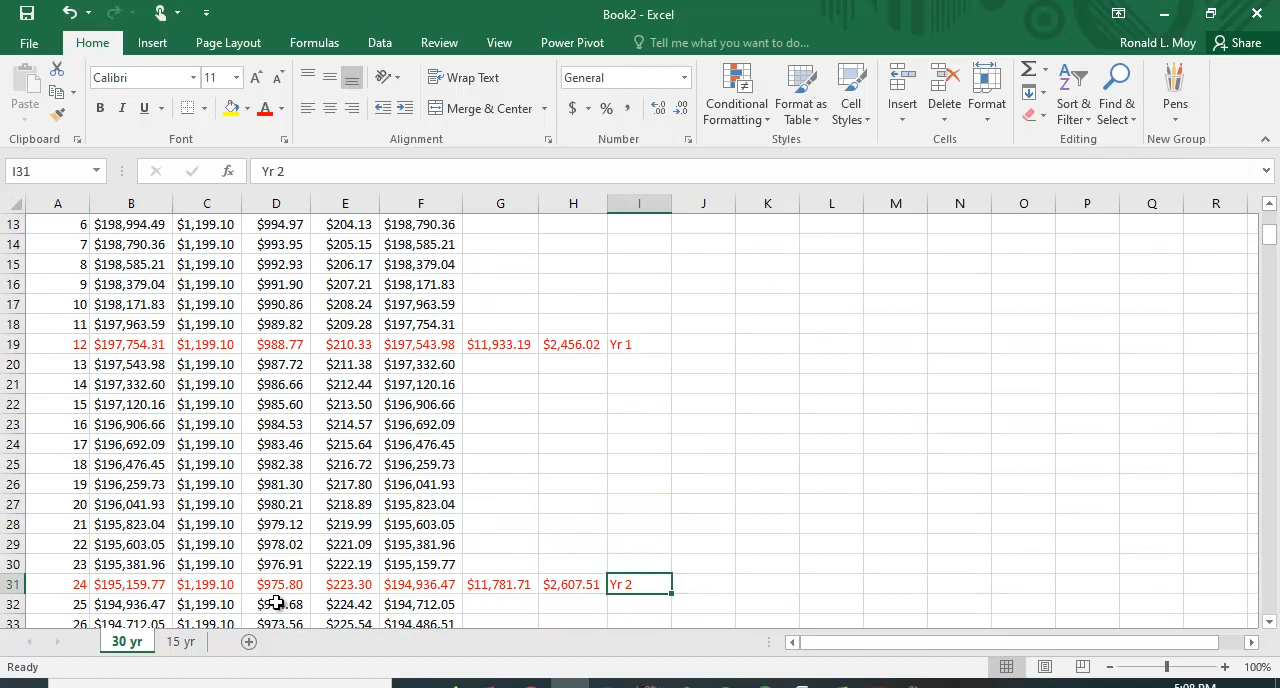 Book2 - Excel
File Home Insert Page Layout Formulas Data Review View Power Pivot Tell me what you want to do... Ronald L. Moy Share
Paste Calibri 11 Wrap Text General Conditional Formatting Format as Table Cell Styles Insert Delete Format Sort & Filter Find & Select Pens
B I U A Merge & Center $ % ,
Clipboard Font Alignment Number Styles Cells Editing New Group
I31 fx Yr 2
A B C D E F G H I J K L M N O P Q R
13 6 $198,994.49 $1,199.10 $994.97 $204.13 $198,790.36
14 7 $198,790.36 $1,199.10 $993.95 $205.15 $198,585.21
15 8 $198,585.21 $1,199.10 $992.93 $206.17 $198,379.04
16 9 $198,379.04 $1,199.10 $991.90 $207.21 $198,171.83
17 10 $198,171.83 $1,199.10 $990.86 $208.24 $197,963.59
18 11 $197,963.59 $1,199.10 $989.82 $209.28 $197,754.31
19 12 $197,754.31 $1,199.10 $988.77 $210.33 $197,543.98 $11,933.19 $2,456.02 Yr 1
20 13 $197,543.98 $1,199.10 $987.72 $211.38 $197,332.60
21 14 $197,332.60 $1,199.10 $986.66 $212.44 $197,120.16
22 15 $197,120.16 $1,199.10 $985.60 $213.50 $196,906.66
23 16 $196,906.66 $1,199.10 $984.53 $214.57 $196,692.09
24 17 $196,692.09 $1,199.10 $983.46 $215.64 $196,476.45
25 18 $196,476.45 $1,199.10 $982.38 $216.72 $196,259.73
26 19 $196,259.73 $1,199.10 $981.30 $217.80 $196,041.93
27 20 $196,041.93 $1,199.10 $980.21 $218.89 $195,823.04
28 21 $195,823.04 $1,199.10 $979.12 $219.99 $195,603.05
29 22 $195,603.05 $1,199.10 $978.02 $221.09 $195,381.96
30 23 $195,381.96 $1,199.10 $976.91 $222.19 $195,159.77
31 24 $195,159.77 $1,199.10 $975.80 $223.30 $194,936.47 $11,781.71 $2,607.51 Yr 2
32 25 $194,936.47 $1,199.10 $224.42 $194,712.05
33 26 $194,712.05 $1,199.10 $973.56 $225.54 $194,486.51
30 yr 15 yr
Ready 100%